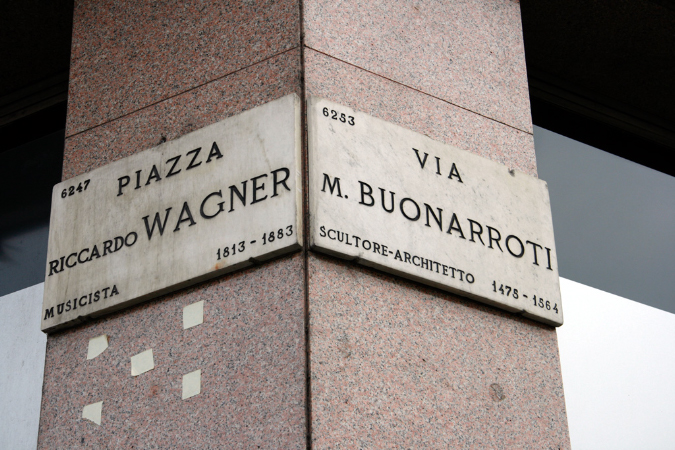 6247
PIAZZA
RICCARDO WAGNER
1813 - 1883
MUSICISTA
6253
VIA
M. BUONARROTI
SCULTORE-ARCHITETTO
1475 - 1564